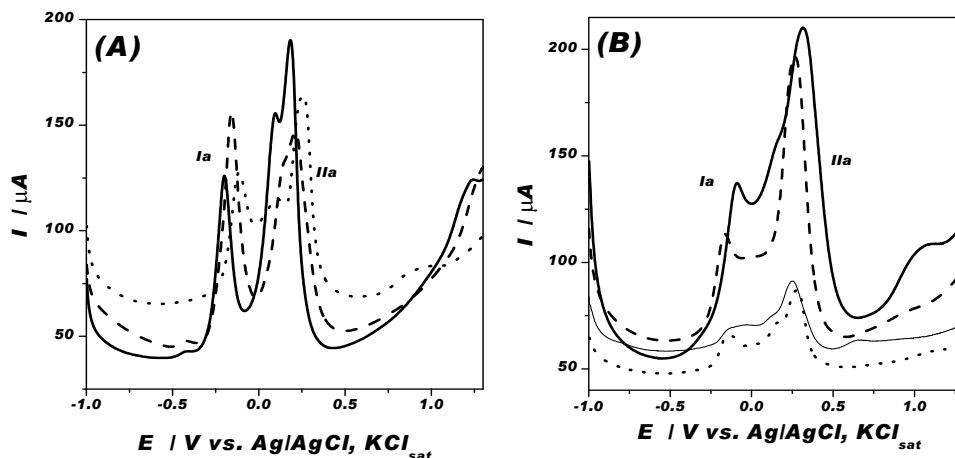 (A)
200
150
100
50
I / μA
Ia
IIa
-1.0 -0.5 0.0 0.5 1.0
E / V vs. Ag/AgCl, KCl sat
(B)
200
150
100
50
I / μA
Ia
IIa
-1.0 -0.5 0.0 0.5 1.0
E / V vs. Ag/AgCl, KCl sat